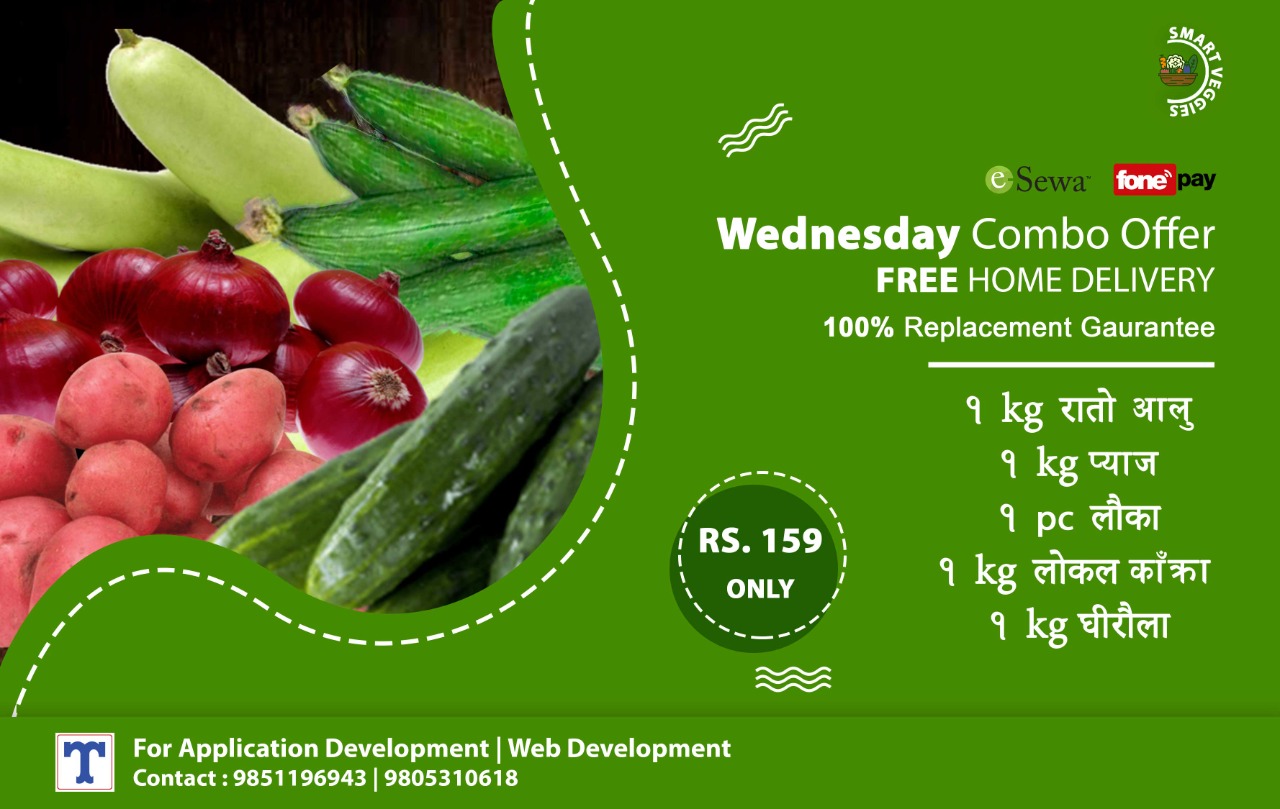 SMART VEGGIES
e-Sewa™ fonepay
Wednesday Combo Offer
FREE HOME DELIVERY
100% Replacement Gaurantee
१ kg रातो आलु
१ kg प्याज
१ pc लौका
१ kg लोकल काँक्रा
१ kg घीरौला
RS. 159
ONLY
T
For Application Development | Web Development
Contact : 9851196943 | 9805310618